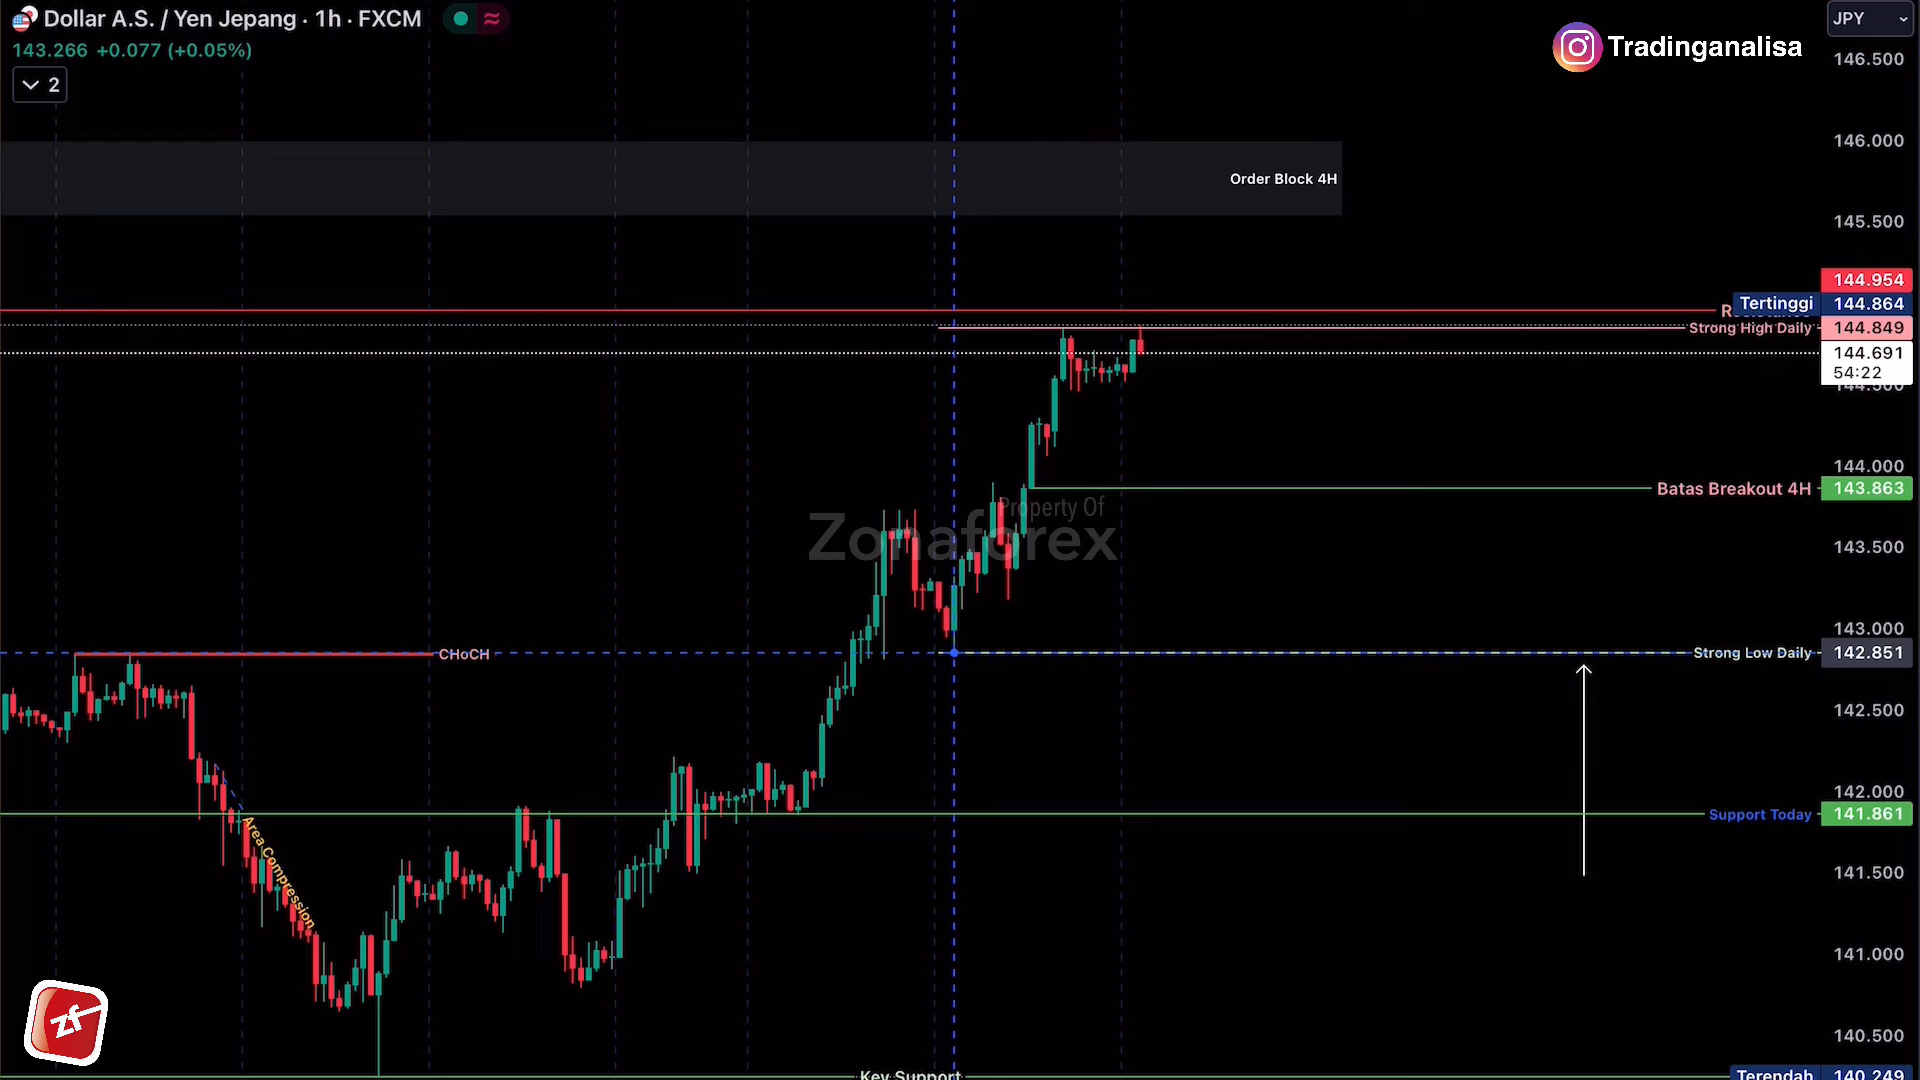 Dollar A.S. / Yen Jepang · 1h · FXCM
143.266 +0.077 (+0.05%)
2
JPY
Tradinganalisa
146.500
146.000
Order Block 4H
145.500
144.954
Tertinggi 144.864
Strong High Daily 144.849
144.691
54:22
144.500
144.000
Batas Breakout 4H 143.863
Property Of
Zonaforex
143.500
143.000
CHoCH
Strong Low Daily 142.851
142.500
142.000
Support Today 141.861
Area Compression
141.500
141.000
zf
140.500
Key Support
Terendah 140.249